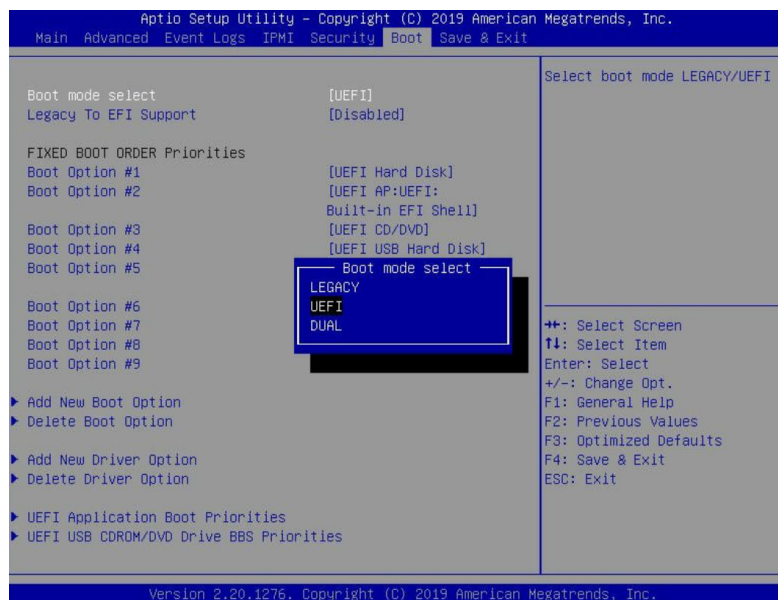 Aptio Setup Utility – Copyright (C) 2019 American Megatrends, Inc.
Main Advanced Event Logs IPMI Security Boot Save & Exit
Select boot mode LEGACY/UEFI
Boot mode select [UEFI]
Legacy To EFI Support [Disabled]
FIXED BOOT ORDER Priorities
Boot Option #1 [UEFI Hard Disk]
Boot Option #2 [UEFI AP:UEFI:
Built-in EFI Shell]
Boot Option #3 [UEFI CD/DVD]
Boot Option #4 [UEFI USB Hard Disk]
Boot Option #5
Boot Option #6
Boot Option #7
Boot Option #8
Boot Option #9
Boot mode select
LEGACY
UEFI
DUAL
Add New Boot Option
Delete Boot Option
Add New Driver Option
Delete Driver Option
UEFI Application Boot Priorities
UEFI USB CDROM/DVD Drive BBS Priorities
→←: Select Screen
↑↓: Select Item
Enter: Select
+/-: Change Opt.
F1: General Help
F2: Previous Values
F3: Optimized Defaults
F4: Save & Exit
ESC: Exit
Version 2.20.1276. Copyright (C) 2019 American Megatrends, Inc.